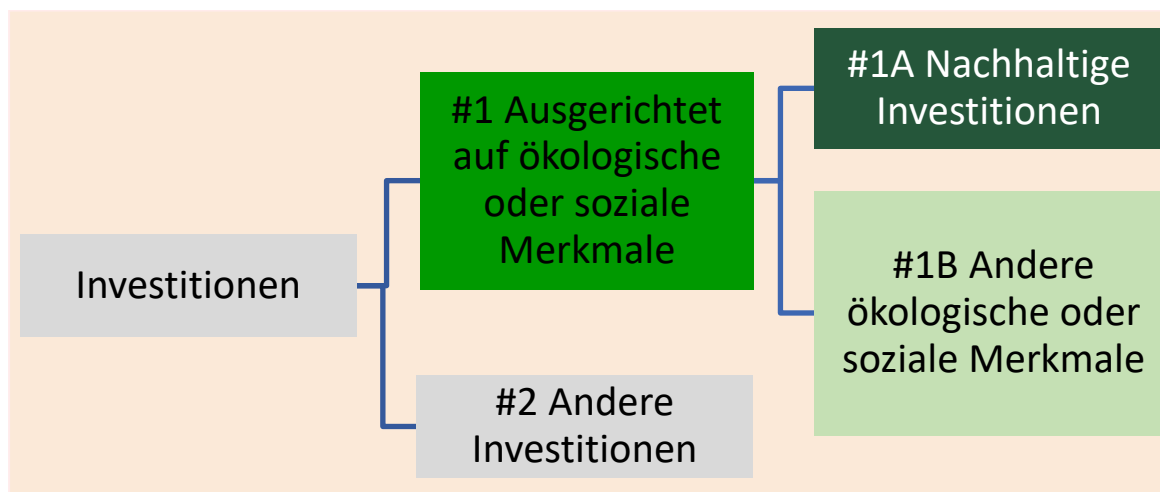 Investitionen
#1 Ausgerichtet
auf ökologische
oder soziale
Merkmale
#2 Andere
Investitionen
#1A Nachhaltige
Investitionen
#1B Andere
ökologische oder
soziale Merkmale